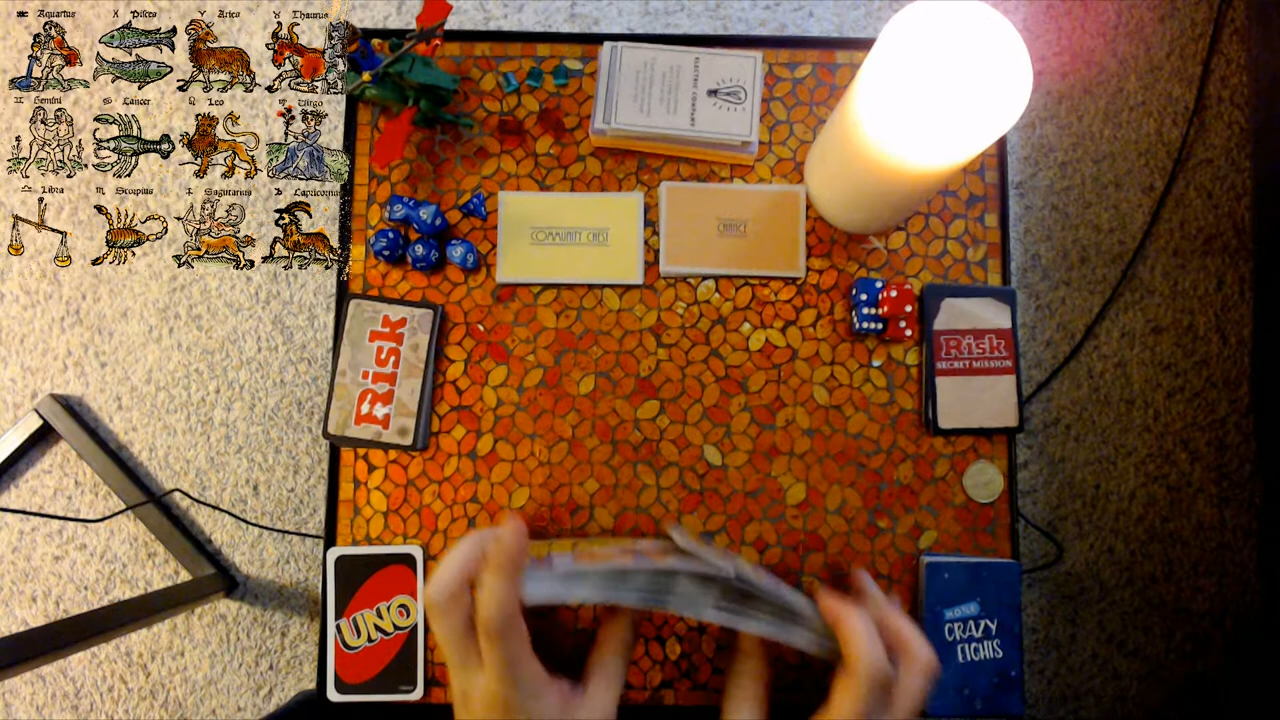 Aquarius
Pisces
Aries
Thaurus
Gemini
Cancer
Leo
Virgo
Libra
Scorpius
Sagittarius
Capricornus
ELECTRIC COMPANY
COMMUNITY CHEST
CHANCE
Risk
Risk
SECRET MISSION
UNO
CRAZY
EIGHTS